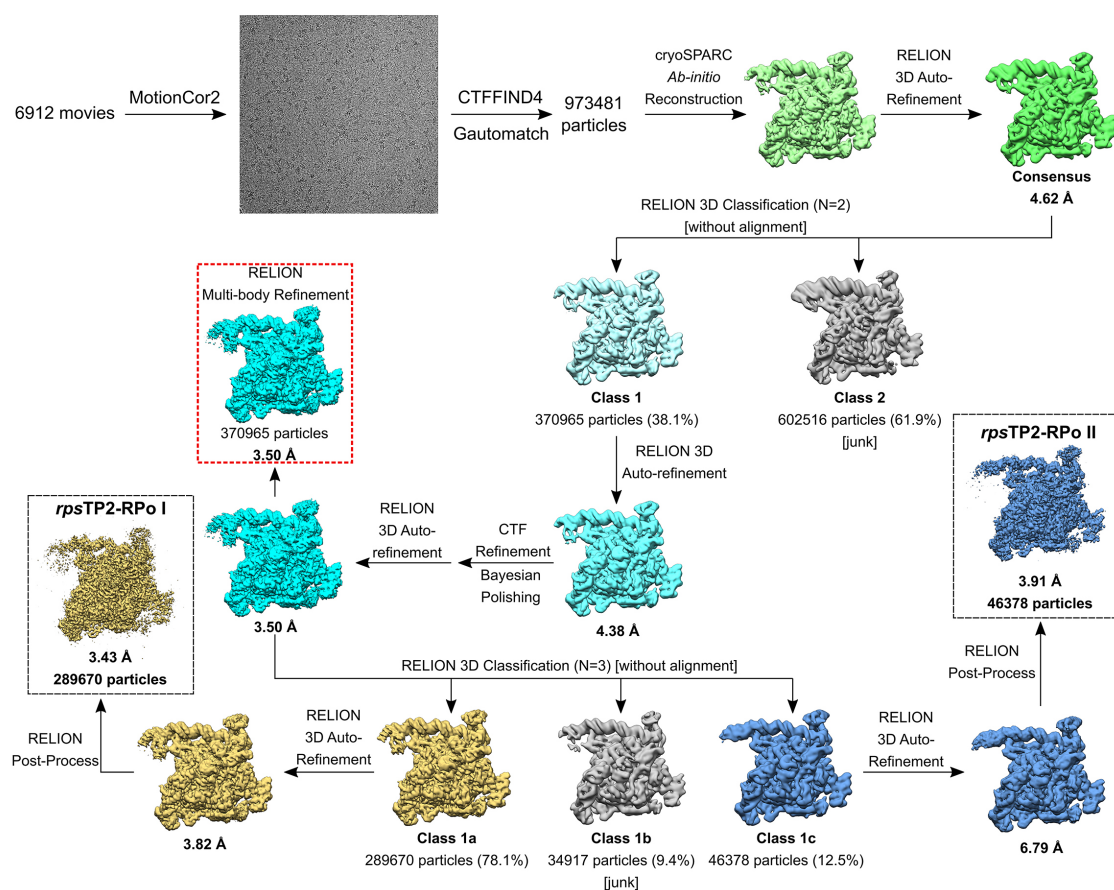 6912 movies
MotionCor2
CTFFIND4
Gautomatch
973481
particles
cryoSPARC
Ab-initio
Reconstruction
RELION
3D Auto-
Refinement
Consensus
4.62 Å
RELION 3D Classification (N=2)
[without alignment]
Class 1
370965 particles (38.1%)
Class 2
602516 particles (61.9%)
[junk]
RELION 3D
Auto-refinement
4.38 Å
CTF
Refinement
Bayesian
Polishing
RELION
3D Auto-
refinement
3.50 Å
RELION
Multi-body Refinement
370965 particles
3.50 Å
RELION 3D Classification (N=3) [without alignment]
Class 1a
289670 particles (78.1%)
Class 1b
34917 particles (9.4%)
[junk]
Class 1c
46378 particles (12.5%)
RELION
3D Auto-
Refinement
3.82 Å
RELION
Post-Process
rpsTP2-RPo I
3.43 Å
289670 particles
RELION
3D Auto-
Refinement
6.79 Å
RELION
Post-Process
rpsTP2-RPo II
3.91 Å
46378 particles